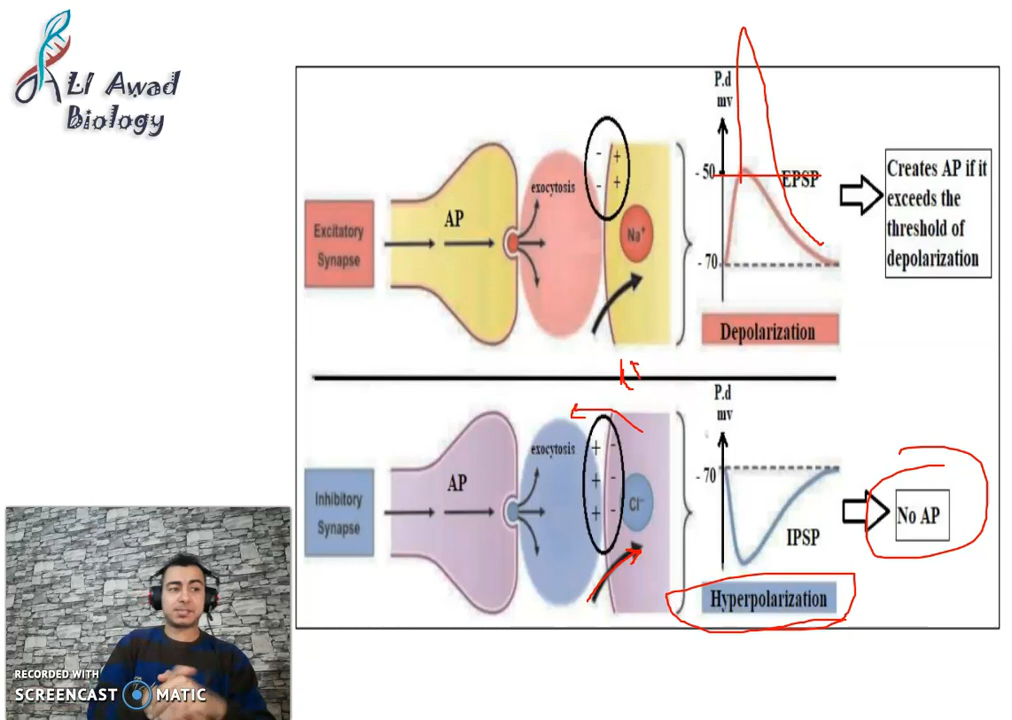 ALI Awad
Biology
P.d
mv
Excitatory
Synapse
AP
exocytosis
- +
- +
Na⁺
- 50
EPSP
- 70
Depolarization
Creates AP if it
exceeds the
threshold of
depolarization
K⁺
P.d
mv
Inhibitory
Synapse
AP
exocytosis
+ -
+ -
+ -
Cl⁻
- 70
IPSP
Hyperpolarization
No AP
RECORDED WITH
SCREENCAST MATIC